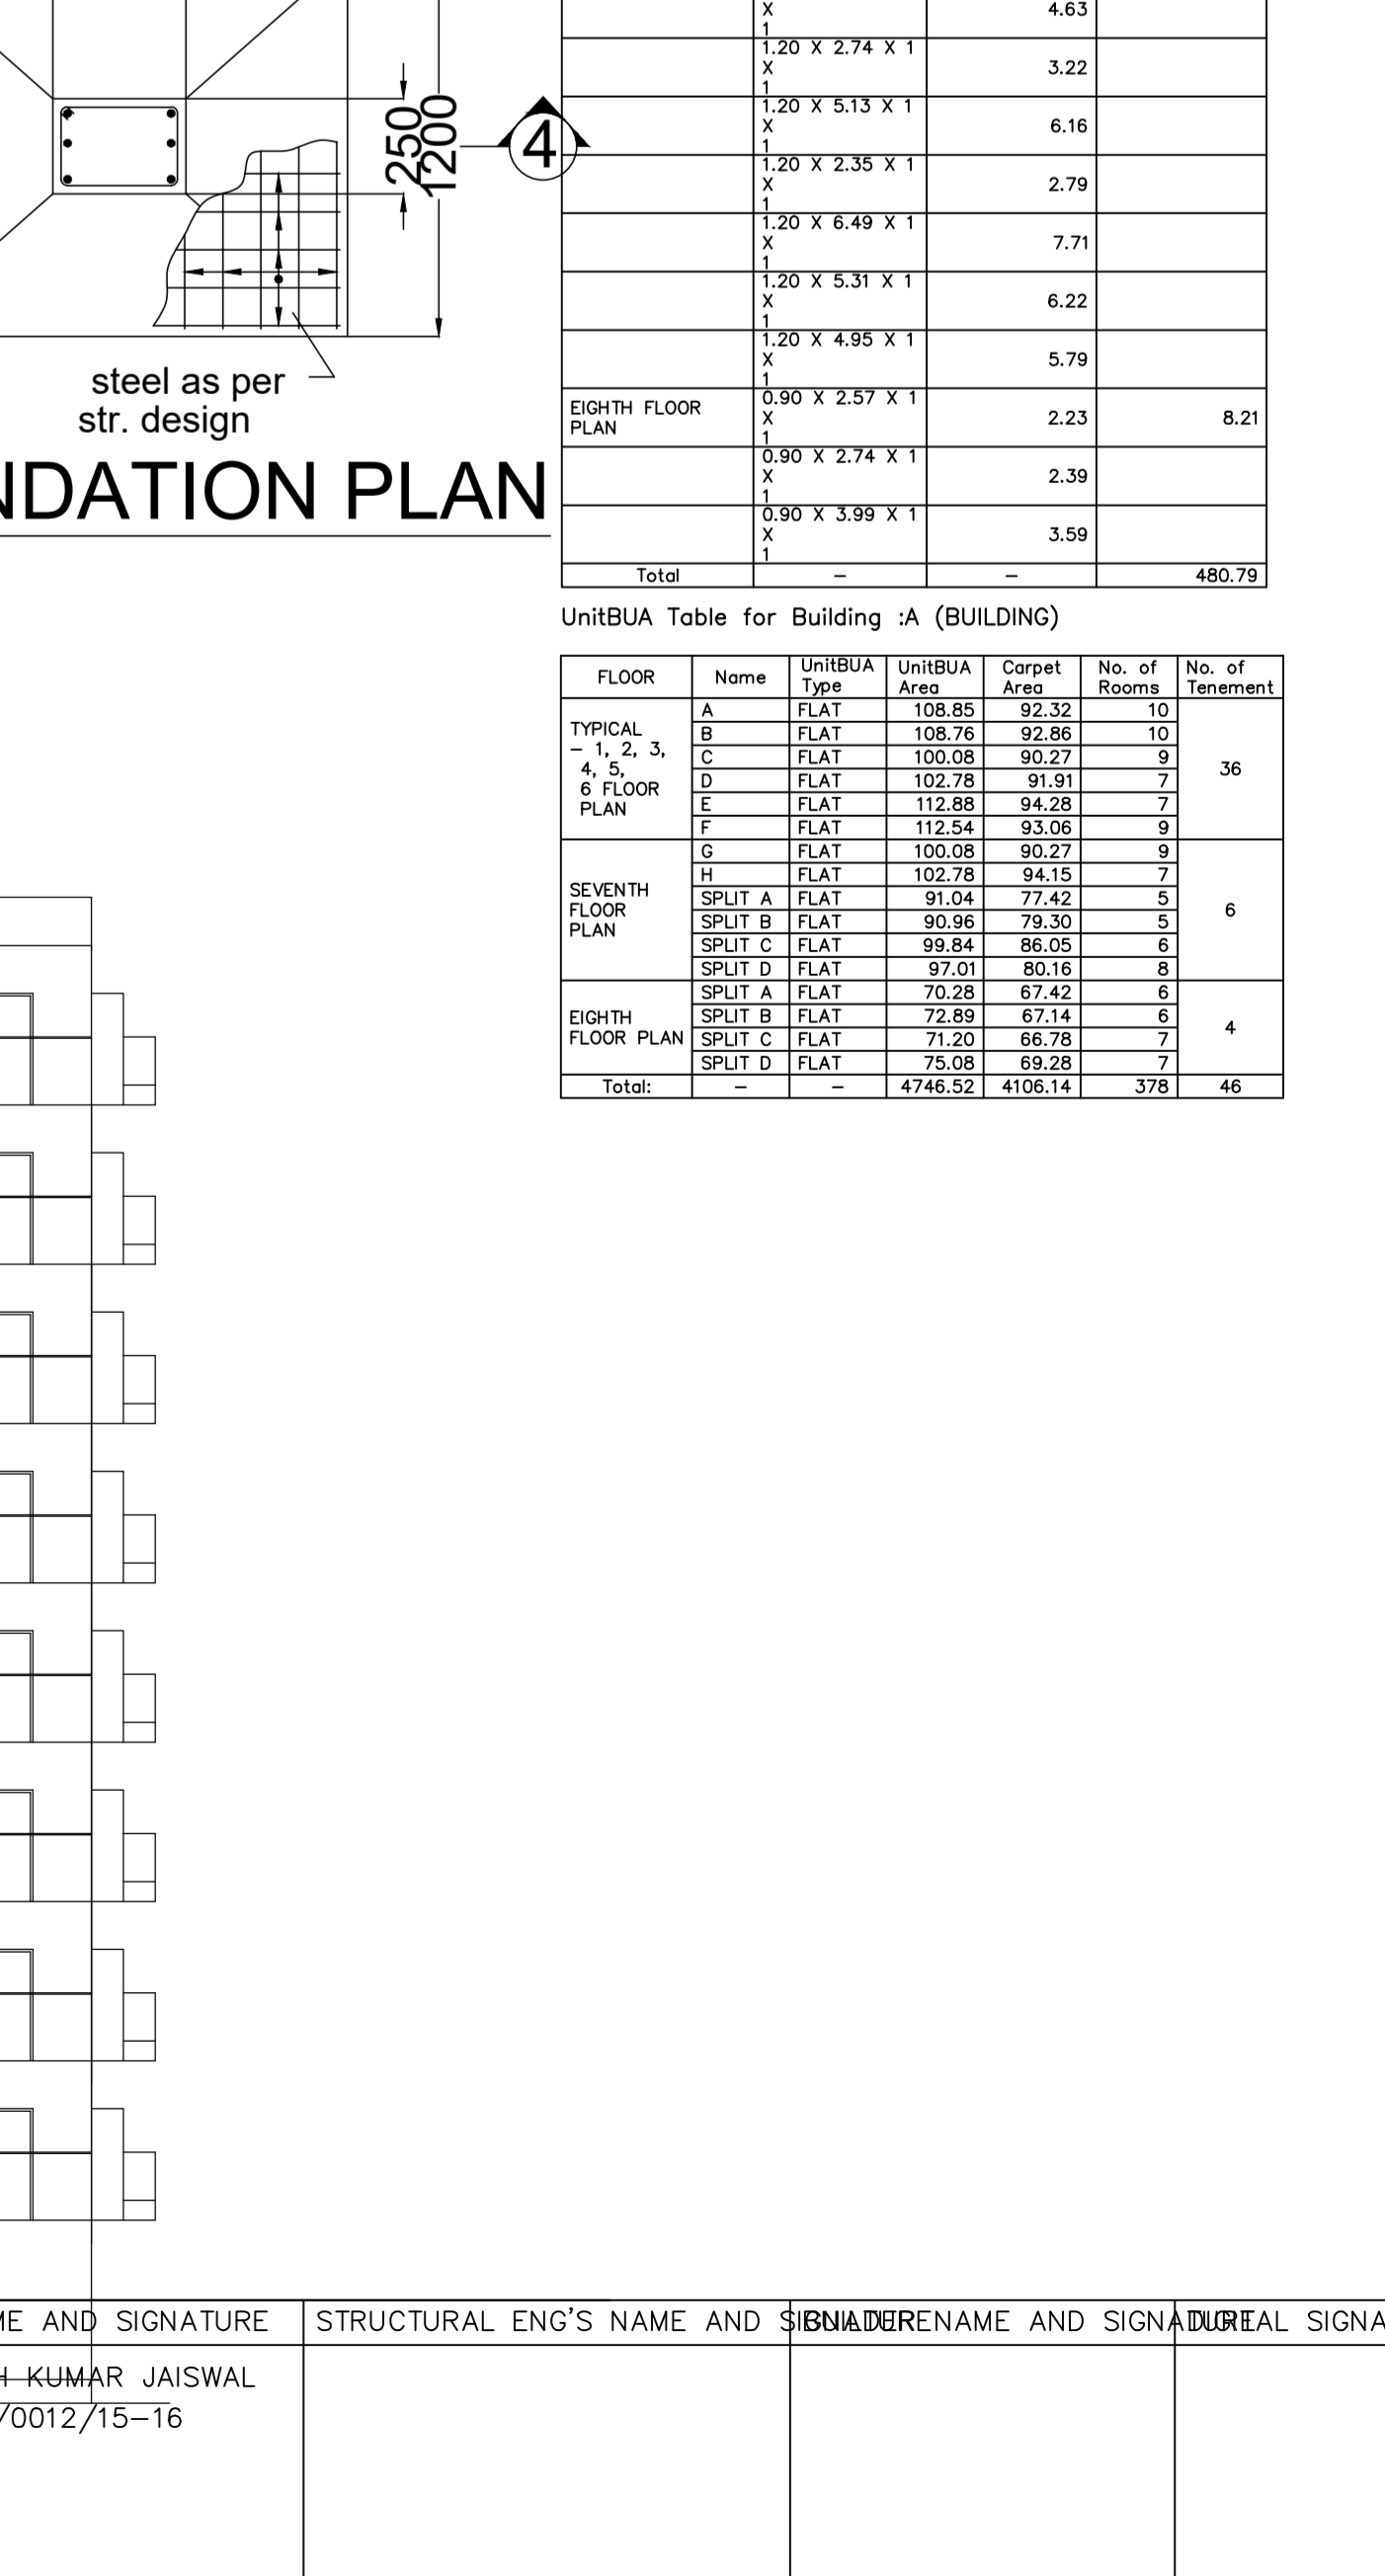 250
1200
4
steel as per
str. design
NDATION PLAN
X 4.63
1
1.20 X 2.74 X 1
X 3.22
1
1.20 X 5.13 X 1
X 6.16
1
1.20 X 2.35 X 1
X 2.79
1
1.20 X 6.49 X 1
X 7.71
1
1.20 X 5.31 X 1
X 6.22
1
1.20 X 4.95 X 1
X 5.79
1
EIGHTH FLOOR PLAN 0.90 X 2.57 X 1
X 2.23 8.21
1
0.90 X 2.74 X 1
X 2.39
1
0.90 X 3.99 X 1
X 3.59
1
Total – – 480.79
UnitBUA Table for Building :A (BUILDING)
FLOOR Name UnitBUA Type UnitBUA Area Carpet Area No. of Rooms No. of Tenement
TYPICAL
– 1, 2, 3,
4, 5,
6 FLOOR
PLAN
A FLAT 108.85 92.32 10
B FLAT 108.76 92.86 10
C FLAT 100.08 90.27 9
D FLAT 102.78 91.91 7
E FLAT 112.88 94.28 7
F FLAT 112.54 93.06 9
36
SEVENTH
FLOOR
PLAN
G FLAT 100.08 90.27 9
H FLAT 102.78 94.15 7
SPLIT A FLAT 91.04 77.42 5
SPLIT B FLAT 90.96 79.30 5
SPLIT C FLAT 99.84 86.05 6
SPLIT D FLAT 97.01 80.16 8
6
EIGHTH
FLOOR PLAN
SPLIT A FLAT 70.28 67.42 6
SPLIT B FLAT 72.89 67.14 6
SPLIT C FLAT 71.20 66.78 7
SPLIT D FLAT 75.08 69.28 7
4
Total: – – 4746.52 4106.14 378 46
ME AND SIGNATURE STRUCTURAL ENG'S NAME AND SIGNATURE NAME AND SIGNATURE SIGNA
H KUMAR JAISWAL
/0012/15–16